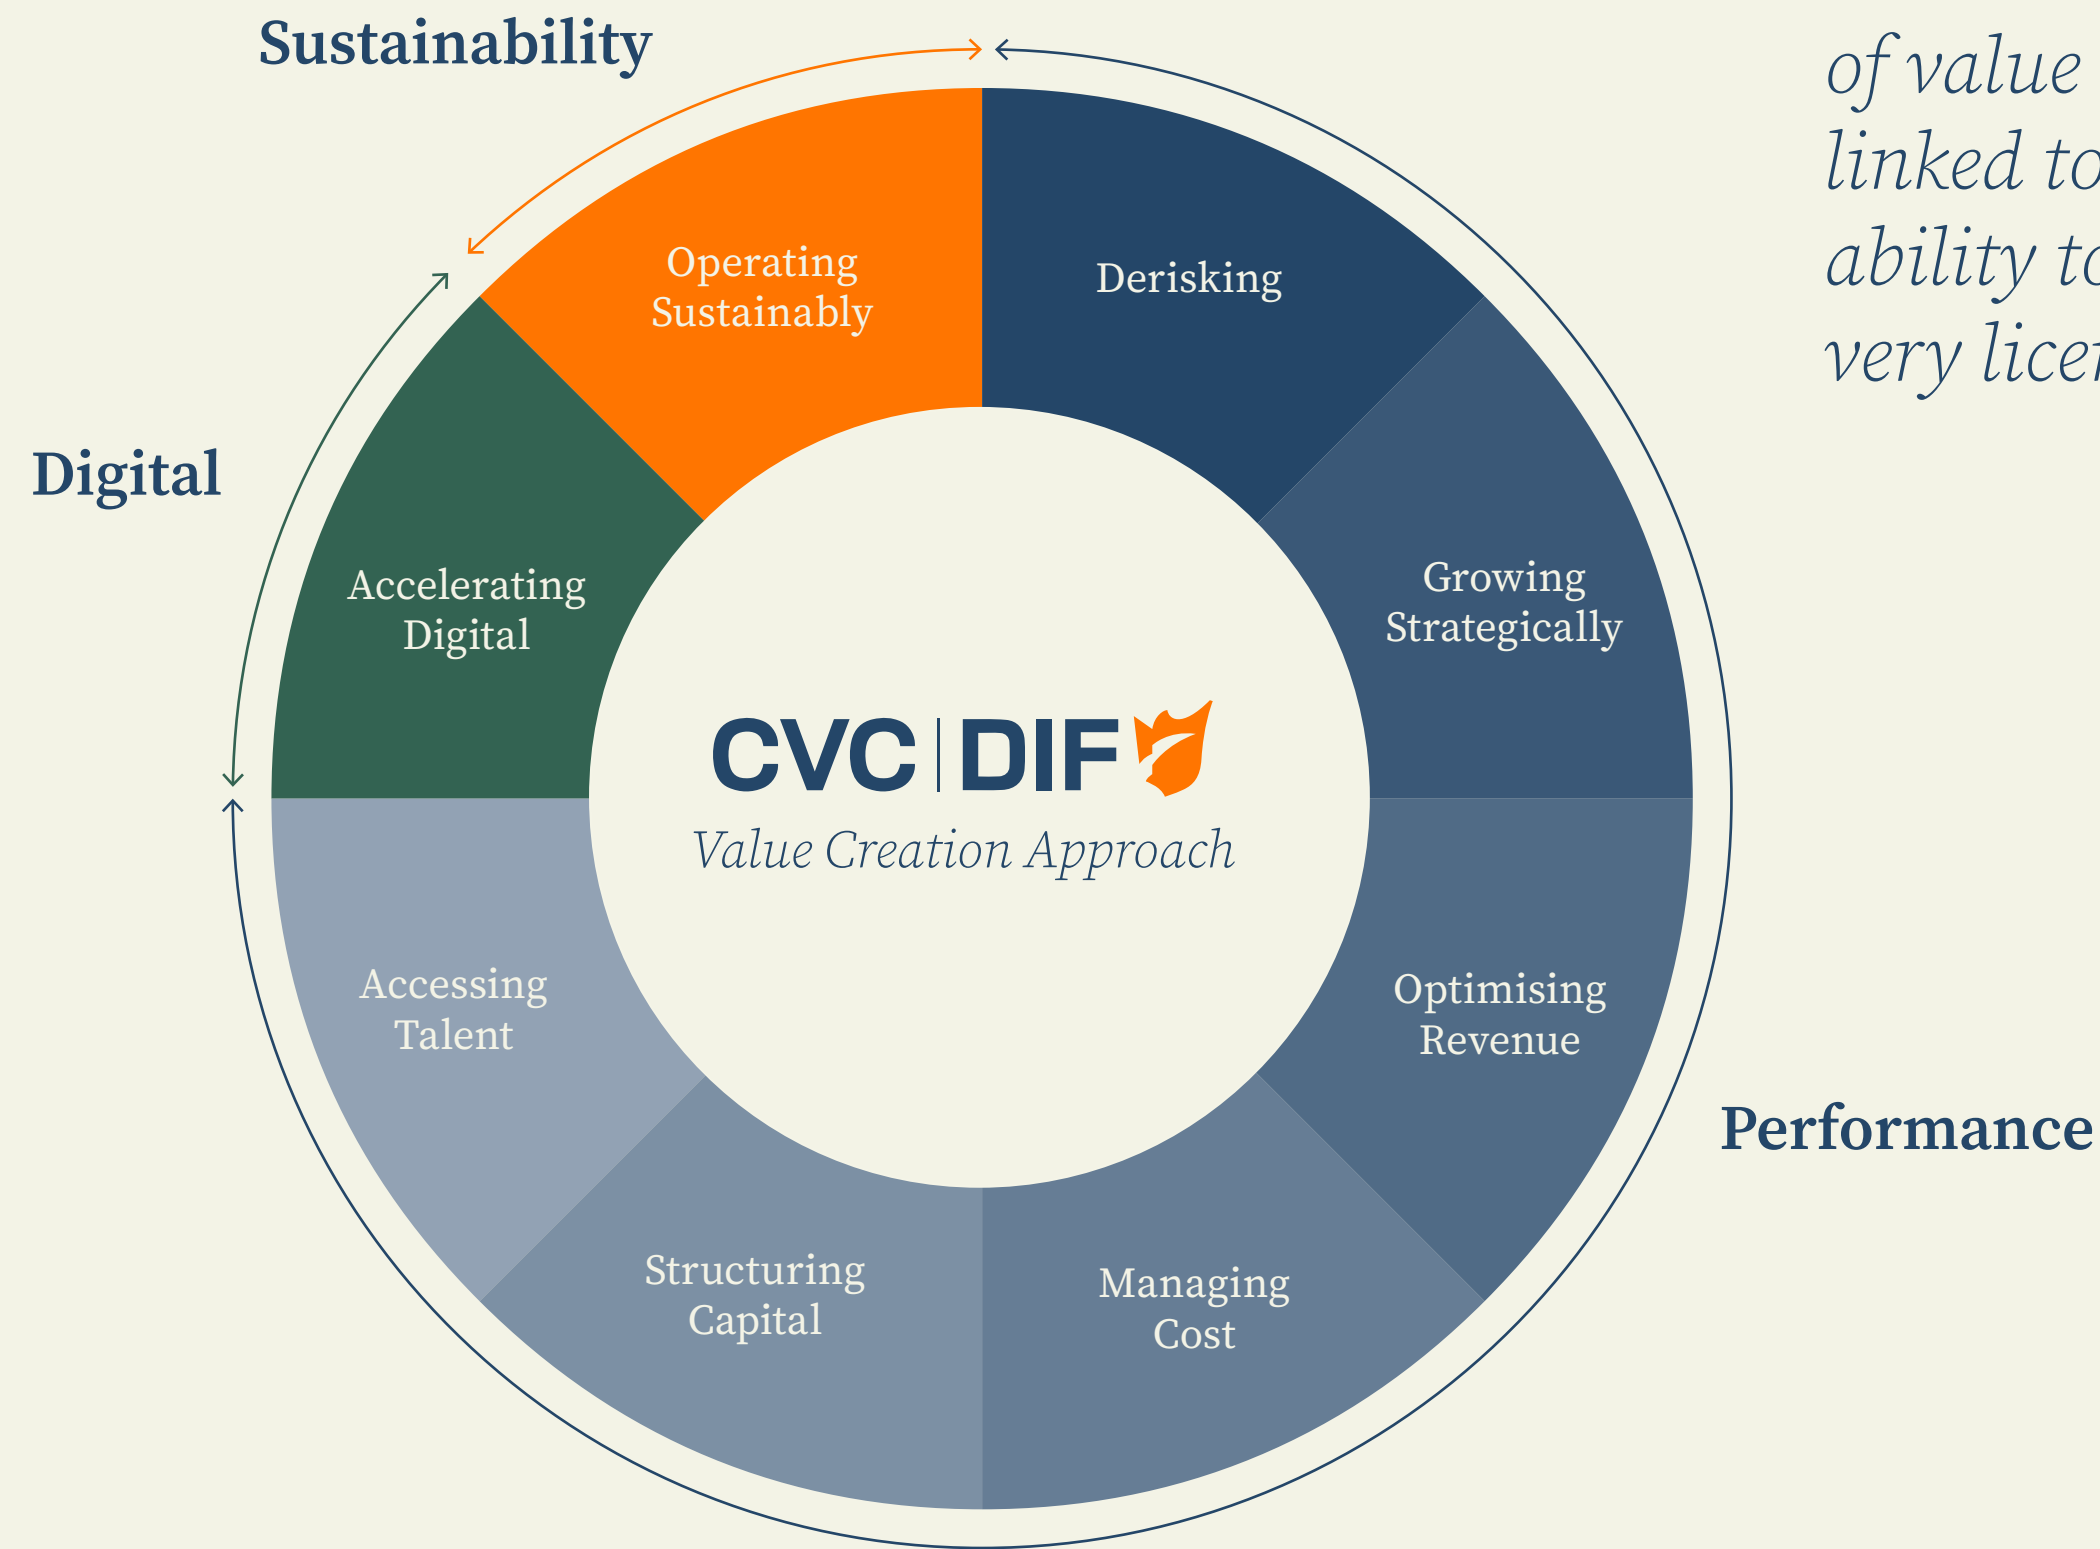 Sustainability
of value
linked to
ability to
very
Operating
Sustainably
Derisking
Digital
Accelerating
Digital
Growing
Strategically
CVC | DIF
Value Creation Approach
Accessing
Talent
Optimising
Revenue
Performance
Structuring
Capital
Managing
Cost